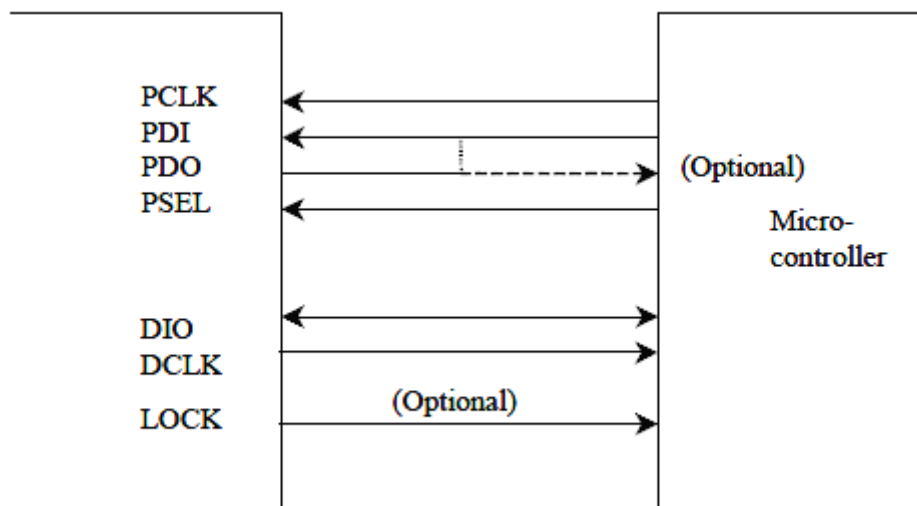 PCLK
PDI
PDO
(Optional)
PSEL
Micro-
controller
DIO
DCLK
(Optional)
LOCK